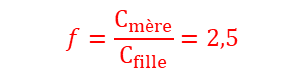 f = C_mère / C_fille = 2,5